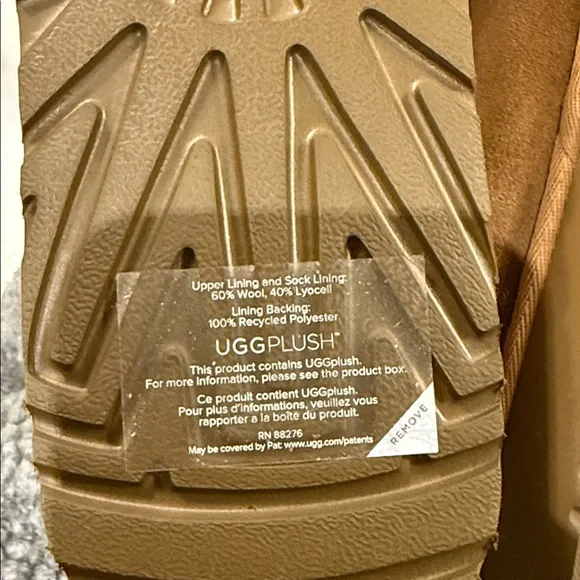 Upper Lining and Sock Lining:
60% Wool, 40% Lyocell
Lining Backing:
100% Recycled Polyester
UGGPLUSH™
This product contains UGGplush.
For more information, please see the product box.
Ce produit contient UGGplush.
Pour plus d'informations, veuillez vous
rapporter a la boîte du produit.
RN 88276
May be covered by Pat: www.ugg.com/patents
REMOVE